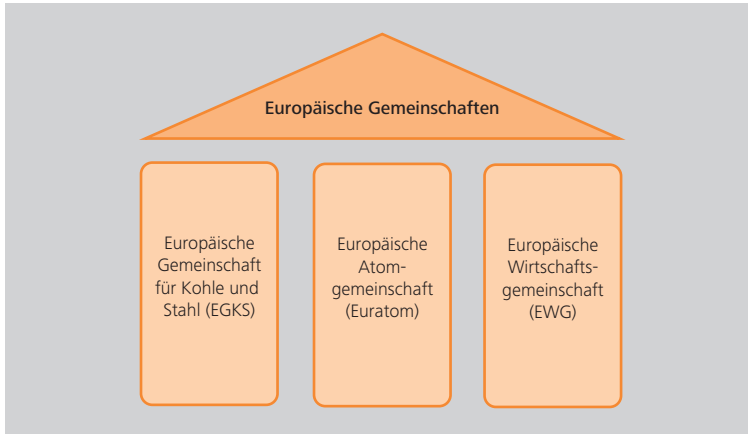 Europäische Gemeinschaften
Europäische
Gemeinschaft
für Kohle und
Stahl (EGKS)
Europäische
Atom-
gemeinschaft
(Euratom)
Europäische
Wirtschafts-
gemeinschaft
(EWG)